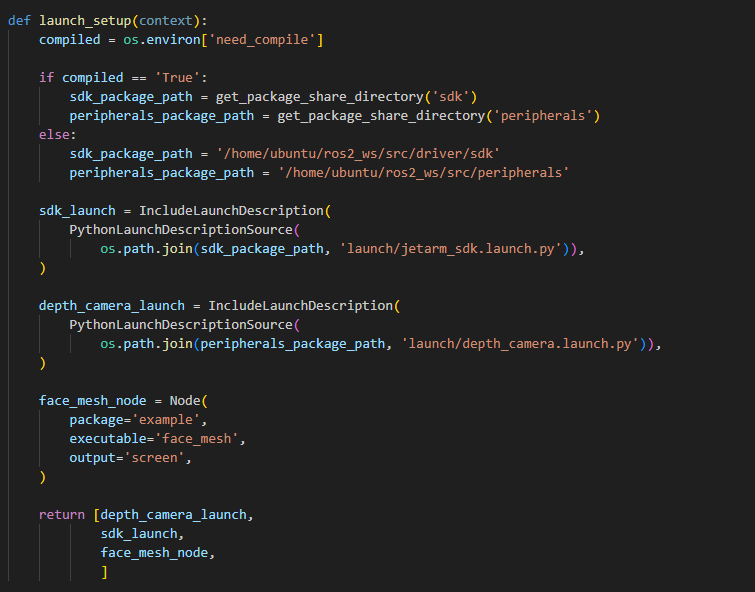 def launch_setup(context):
    compiled = os.environ['need_compile']

    if compiled == 'True':
        sdk_package_path = get_package_share_directory('sdk')
        peripherals_package_path = get_package_share_directory('peripherals')
    else:
        sdk_package_path = '/home/ubuntu/ros2_ws/src/driver/sdk'
        peripherals_package_path = '/home/ubuntu/ros2_ws/src/peripherals'

    sdk_launch = IncludeLaunchDescription(
        PythonLaunchDescriptionSource(
            os.path.join(sdk_package_path, 'launch/jetarm_sdk.launch.py')),
    )

    depth_camera_launch = IncludeLaunchDescription(
        PythonLaunchDescriptionSource(
            os.path.join(peripherals_package_path, 'launch/depth_camera.launch.py')),
    )

    face_mesh_node = Node(
        package='example',
        executable='face_mesh',
        output='screen',
    )

    return [depth_camera_launch,
            sdk_launch,
            face_mesh_node,
            ]